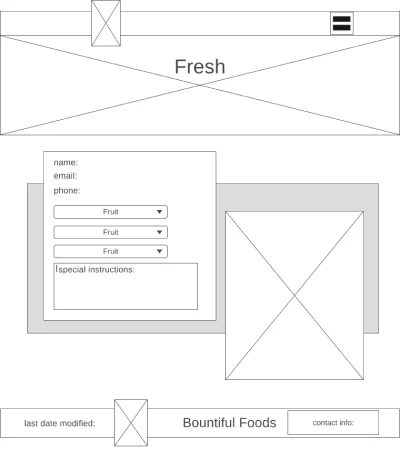 Fresh
name:
email:
phone:
Fruit
Fruit
Fruit
special instructions:
last date modified:
Bountiful Foods
contact info: